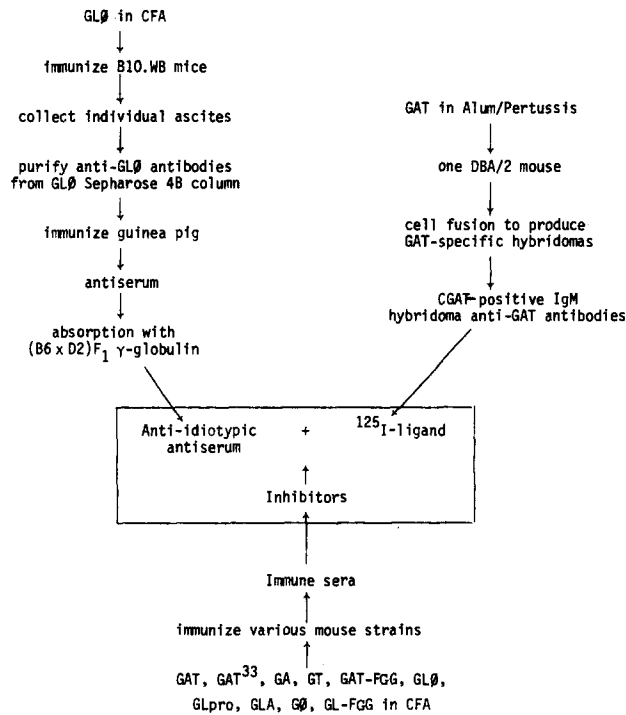 GLØ in CFA
immunize B10.WB mice
collect individual ascites
purify anti-GLØ antibodies
from GLØ Sepharose 4B column
immunize guinea pig
antiserum
absorption with
(B6 x D2)F1 γ-globulin
GAT in Alum/Pertussis
one DBA/2 mouse
cell fusion to produce
GAT-specific hybridomas
CGAT-positive IgM
hybridoma anti-GAT antibodies
Anti-idiotypic
antiserum
+
125I-ligand
Inhibitors
Immune sera
immunize various mouse strains
GAT, GAT33, GA, GT, GAT-FGG, GLØ,
GLpro, GLA, GØ, GL-FGG in CFA